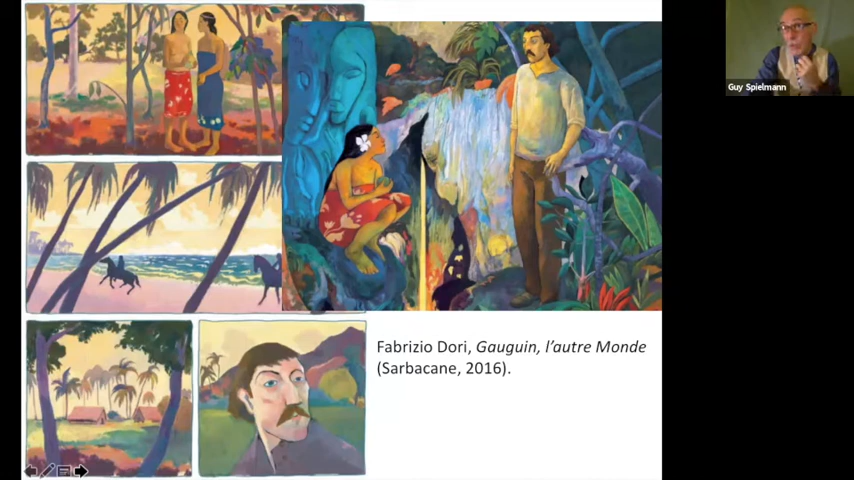 Guy Spielmann
Fabrizio Dori, Gauguin, l’autre Monde
(Sarbacane, 2016).